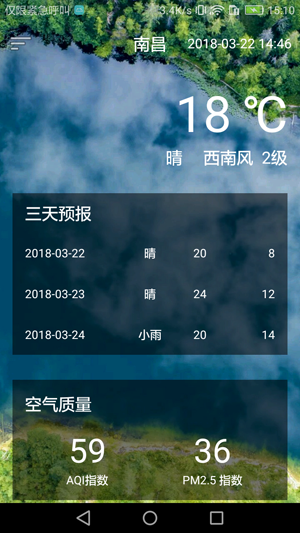 仅限紧急呼叫 3.4K/s 15:10
南昌 2018-03-22 14:46
18 ℃
晴 西南风 2级
三天预报
2018-03-22 晴 20 8
2018-03-23 晴 24 12
2018-03-24 小雨 20 14
空气质量
59 36
AQI指数 PM2.5 指数